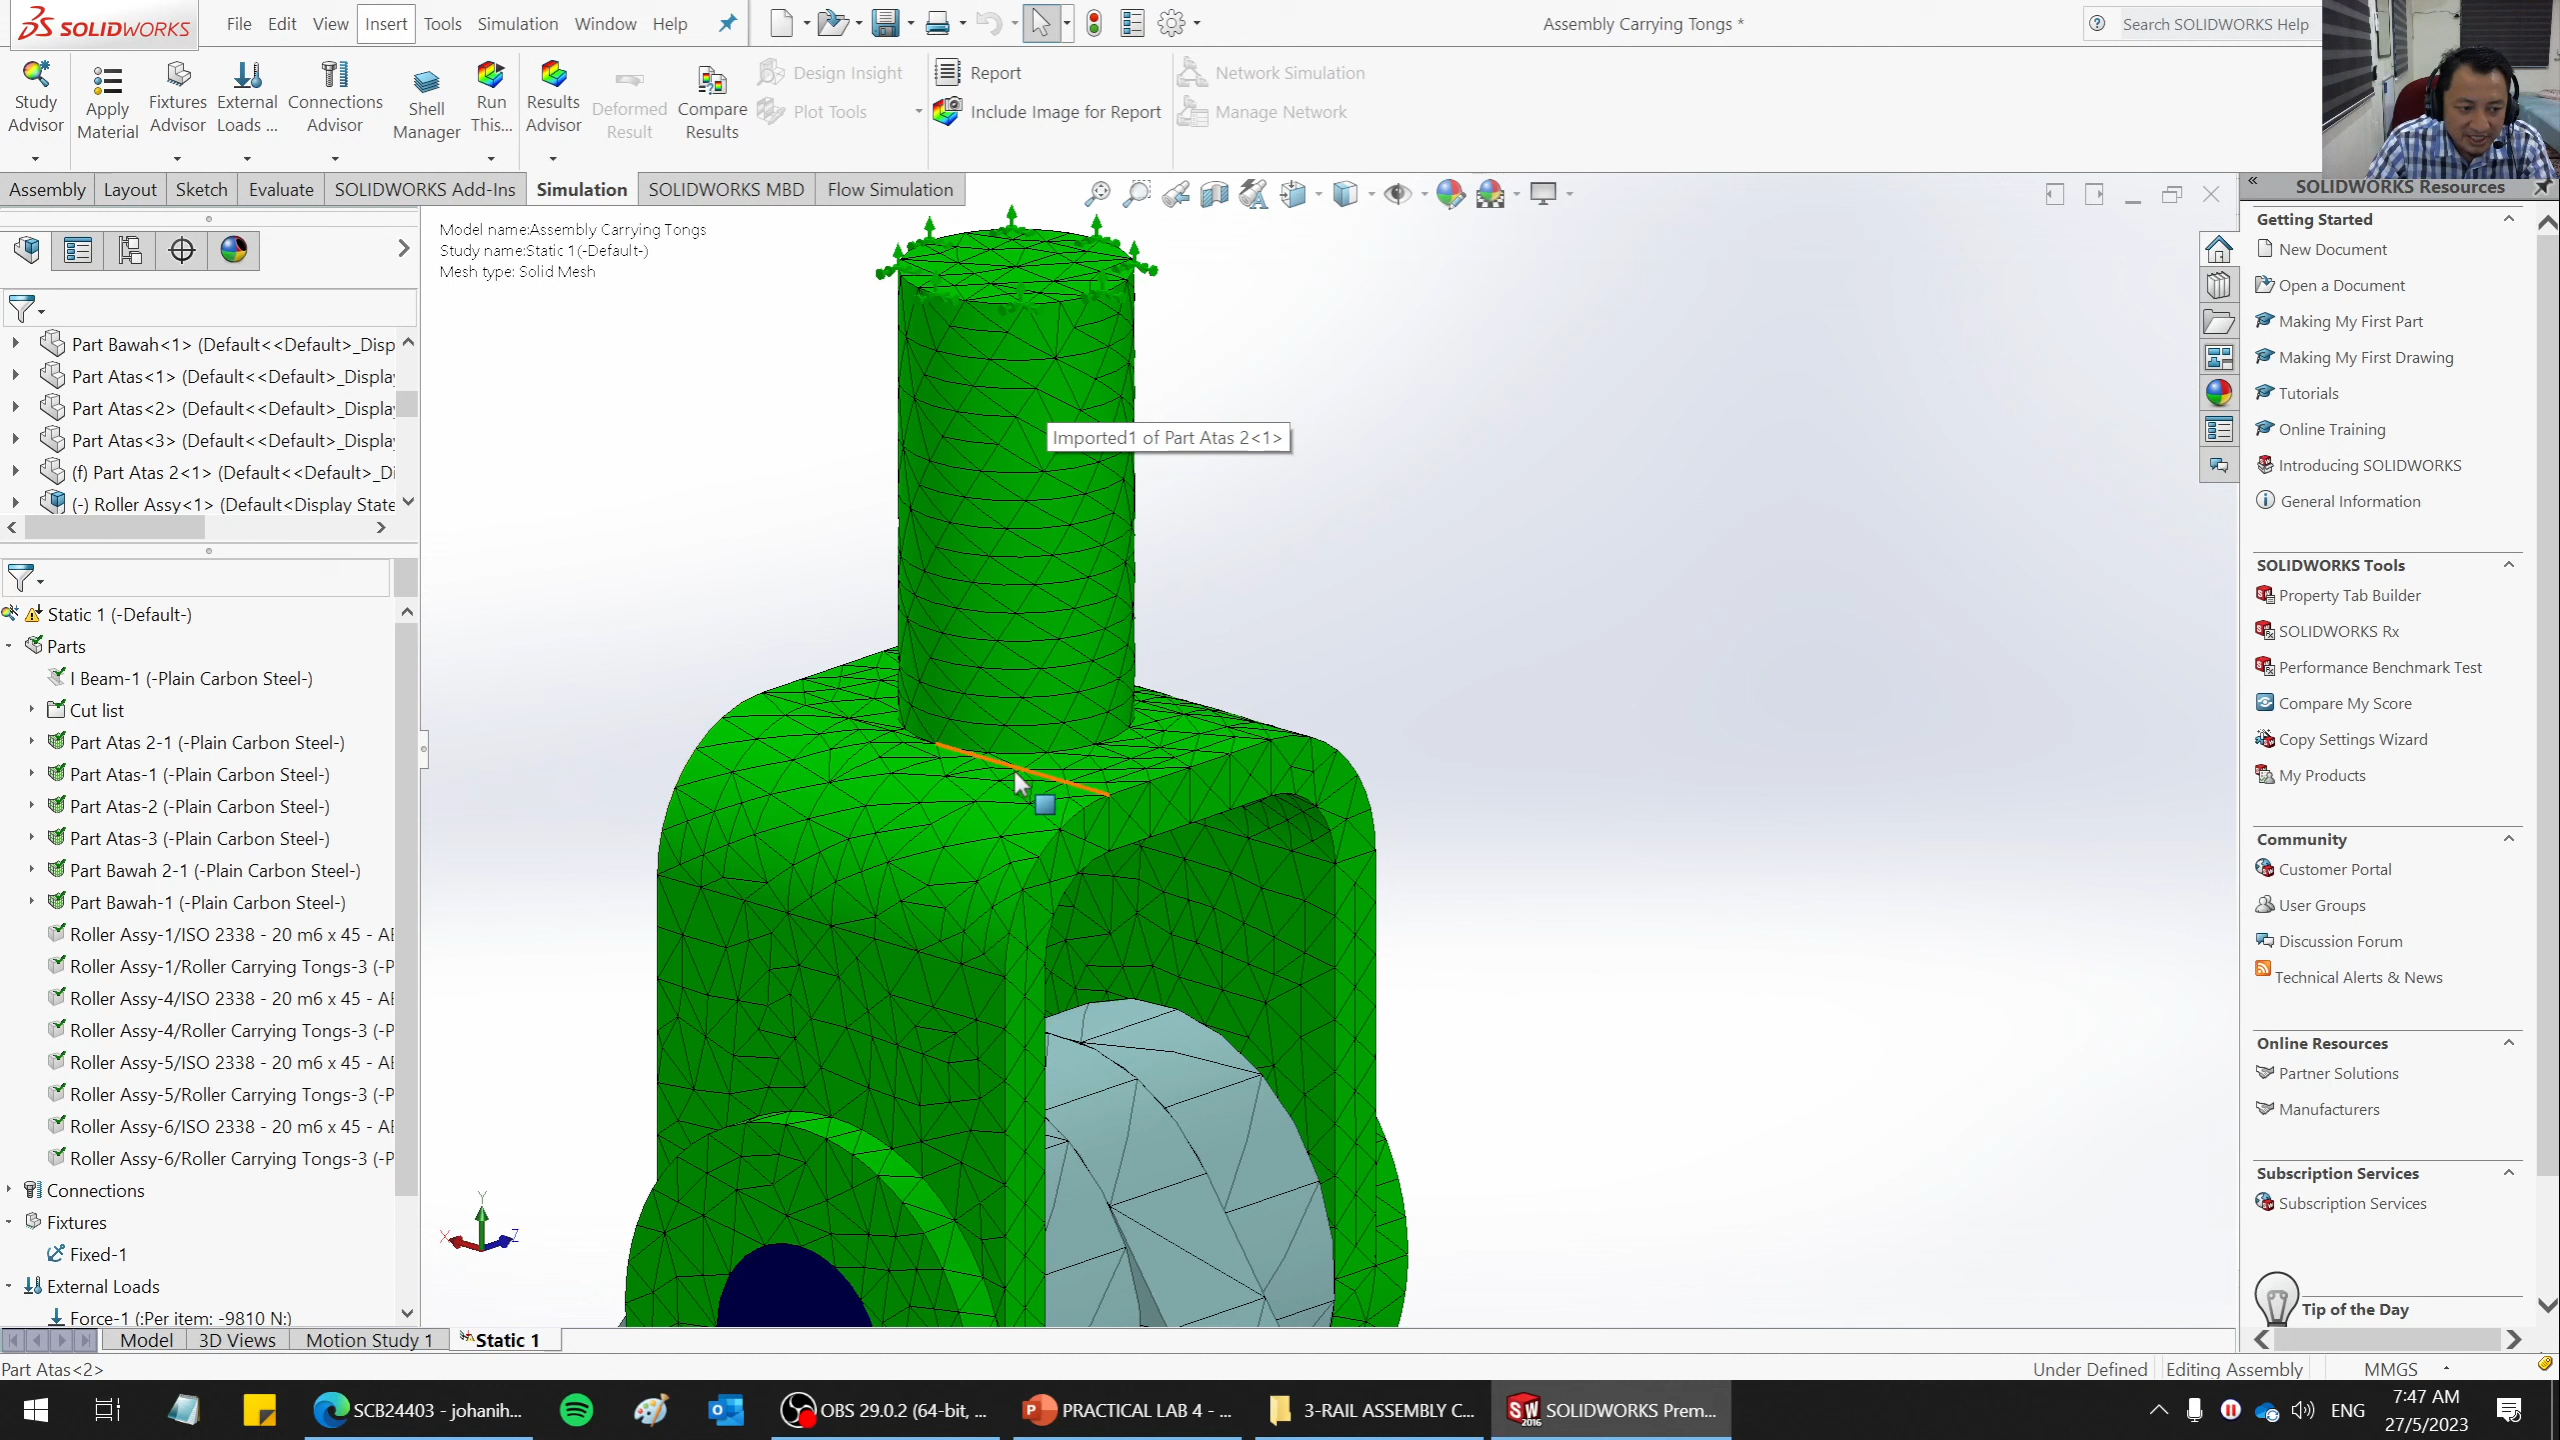 SOLIDWORKS
File Edit View Insert Tools Simulation Window Help
Assembly Carrying Tongs *
Search SOLIDWORKS Help
Study Advisor
Apply Material
Fixtures Advisor
External Loads ...
Connections Advisor
Shell Manager
Run This...
Results Advisor
Deformed Result
Compare Results
Design Insight
Plot Tools
Report
Include Image for Report
Network Simulation
Manage Network
Assembly Layout Sketch Evaluate SOLIDWORKS Add-Ins Simulation SOLIDWORKS MBD Flow Simulation
Model name:Assembly Carrying Tongs
Study name:Static 1(-Default-)
Mesh type: Solid Mesh
Imported1 of Part Atas 2<1>
Part Bawah<1> (Default<<Default>_Disp
Part Atas<1> (Default<<Default>_Displa
Part Atas<2> (Default<<Default>_Displa
Part Atas<3> (Default<<Default>_Displa
(f) Part Atas 2<1> (Default<<Default>_Di
(-) Roller Assy<1> (Default<Display State
Static 1 (-Default-)
Parts
I Beam-1 (-Plain Carbon Steel-)
Cut list
Part Atas 2-1 (-Plain Carbon Steel-)
Part Atas-1 (-Plain Carbon Steel-)
Part Atas-2 (-Plain Carbon Steel-)
Part Atas-3 (-Plain Carbon Steel-)
Part Bawah 2-1 (-Plain Carbon Steel-)
Part Bawah-1 (-Plain Carbon Steel-)
Roller Assy-1/ISO 2338 - 20 m6 x 45 - A
Roller Assy-1/Roller Carrying Tongs-3 (-P
Roller Assy-4/ISO 2338 - 20 m6 x 45 - A
Roller Assy-4/Roller Carrying Tongs-3 (-P
Roller Assy-5/ISO 2338 - 20 m6 x 45 - A
Roller Assy-5/Roller Carrying Tongs-3 (-P
Roller Assy-6/ISO 2338 - 20 m6 x 45 - A
Roller Assy-6/Roller Carrying Tongs-3 (-P
Connections
Fixtures
Fixed-1
External Loads
Force-1 (:Per item: -9810 N:)
Y
X Z
Model 3D Views Motion Study 1 Static 1
Part Atas<2>
Under Defined Editing Assembly MMGS
SOLIDWORKS Resources
Getting Started
New Document
Open a Document
Making My First Part
Making My First Drawing
Tutorials
Online Training
Introducing SOLIDWORKS
General Information
SOLIDWORKS Tools
Property Tab Builder
SOLIDWORKS Rx
Performance Benchmark Test
Compare My Score
Copy Settings Wizard
My Products
Community
Customer Portal
User Groups
Discussion Forum
Technical Alerts & News
Online Resources
Partner Solutions
Manufacturers
Subscription Services
Subscription Services
Tip of the Day
SCB24403 - johanih...
OBS 29.0.2 (64-bit, ...
PRACTICAL LAB 4 - ...
3-RAIL ASSEMBLY C...
SW 2016
SOLIDWORKS Prem...
ENG
7:47 AM
27/5/2023